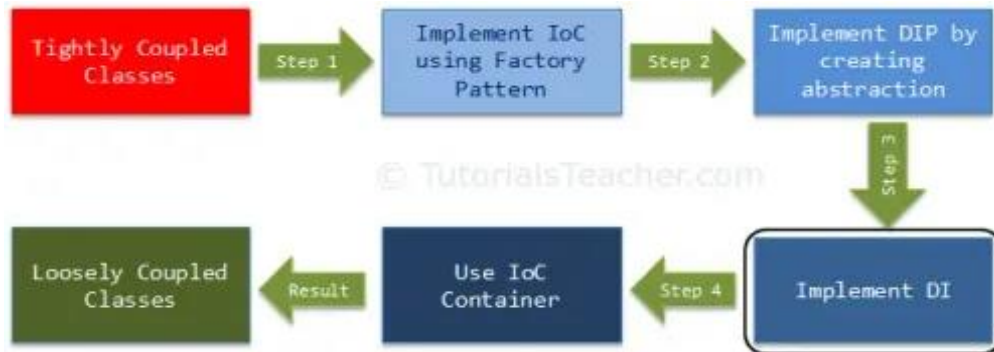 Tightly Coupled
Classes
Step 1
Implement IoC
using Factory
Pattern
Step 2
Implement DIP by
creating
abstraction
Step 3
© TutorialsTeacher.com
Loosely Coupled
Classes
Result
Use IoC
Container
Step 4
Implement DI